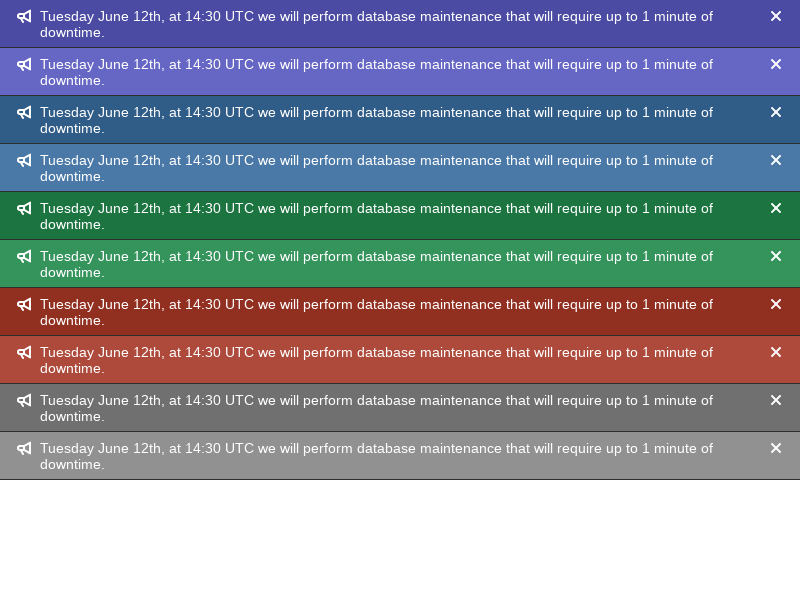 Tuesday June 12th, at 14:30 UTC we will perform database maintenance that will require up to 1 minute of
downtime.
Tuesday June 12th, at 14:30 UTC we will perform database maintenance that will require up to 1 minute of
downtime.
Tuesday June 12th, at 14:30 UTC we will perform database maintenance that will require up to 1 minute of
downtime.
Tuesday June 12th, at 14:30 UTC we will perform database maintenance that will require up to 1 minute of
downtime.
Tuesday June 12th, at 14:30 UTC we will perform database maintenance that will require up to 1 minute of
downtime.
Tuesday June 12th, at 14:30 UTC we will perform database maintenance that will require up to 1 minute of
downtime.
Tuesday June 12th, at 14:30 UTC we will perform database maintenance that will require up to 1 minute of
downtime.
Tuesday June 12th, at 14:30 UTC we will perform database maintenance that will require up to 1 minute of
downtime.
Tuesday June 12th, at 14:30 UTC we will perform database maintenance that will require up to 1 minute of
downtime.
Tuesday June 12th, at 14:30 UTC we will perform database maintenance that will require up to 1 minute of
downtime.